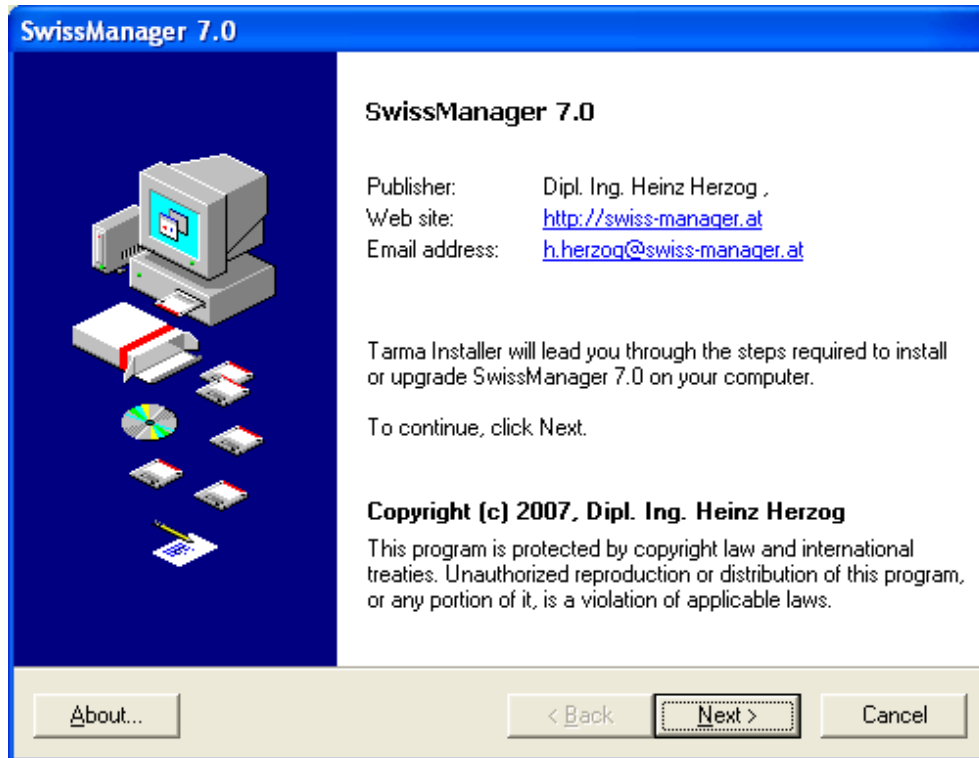 SwissManager 7.0
SwissManager 7.0
Publisher: Dipl. Ing. Heinz Herzog ,
Web site: http://swiss-manager.at
Email address: h.herzog@swiss-manager.at
Tarma Installer will lead you through the steps required to install
or upgrade SwissManager 7.0 on your computer.
To continue, click Next.
Copyright (c) 2007, Dipl. Ing. Heinz Herzog
This program is protected by copyright law and international
treaties. Unauthorized reproduction or distribution of this program,
or any portion of it, is a violation of applicable laws.
About... < Back Next > Cancel